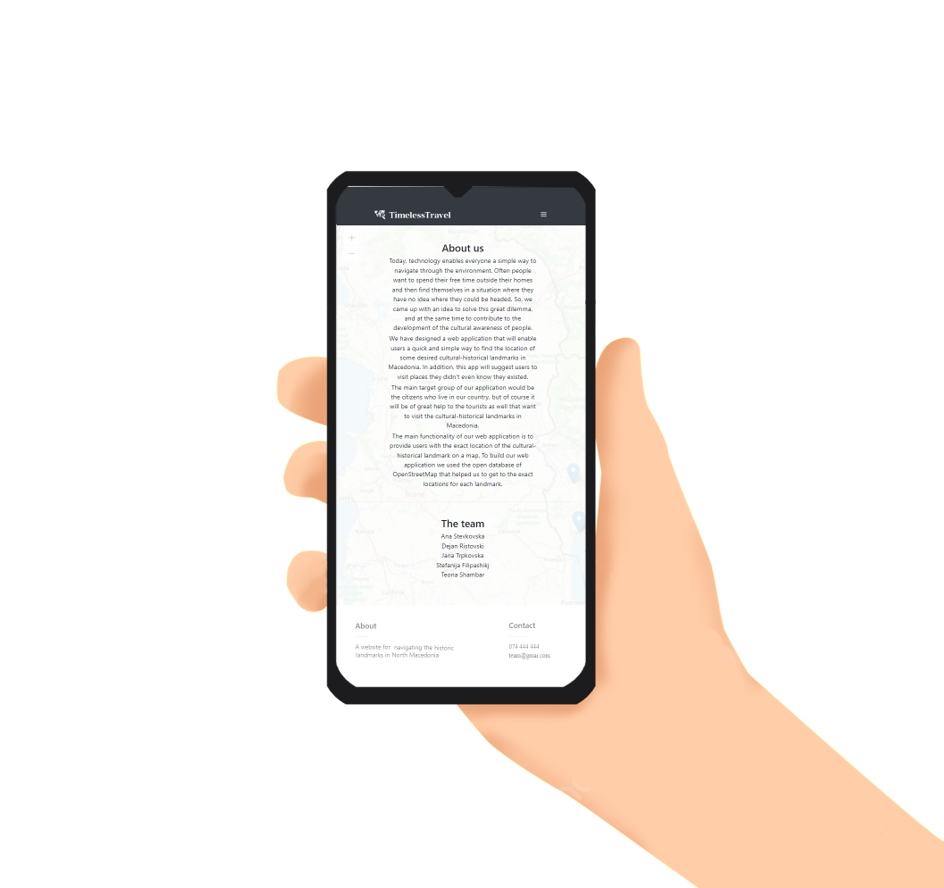 TimelessTravel
About us
Today, technology enables everyone a simple way to
navigate through the environment. Often people
want to spend their free time outside their homes
and then find themselves in a situation where they
have no idea where they could be headed. So, we
came up with an idea to solve this great dilemma,
and at the same time to contribute to the
development of the cultural awareness of people.
We have designed a web application that will enable
users a quick and simple way to find the location of
some desired cultural-historical landmarks in
Macedonia. In addition, this app will suggest users to
visit places they didn't even know they existed.
The main target group of our application would be
the citizens who live in our country, but of course it
will be of great help to the tourists as well that want
to visit the cultural-historical landmarks in
Macedonia.
The main functionality of our web application is to
provide users with the exact location of the cultural-
historical landmark on a map. To build our web
application we used the open database of
OpenStreetMap that helped us to get to the exact
locations for each landmark.
The team
Ana Stevkovska
Dejan Ristovski
Jana Trpkovska
Stefanija Filipashikj
Teona Shambar
About
A website for navigating the historic
landmarks in North Macedonia
Contact
074 444 444